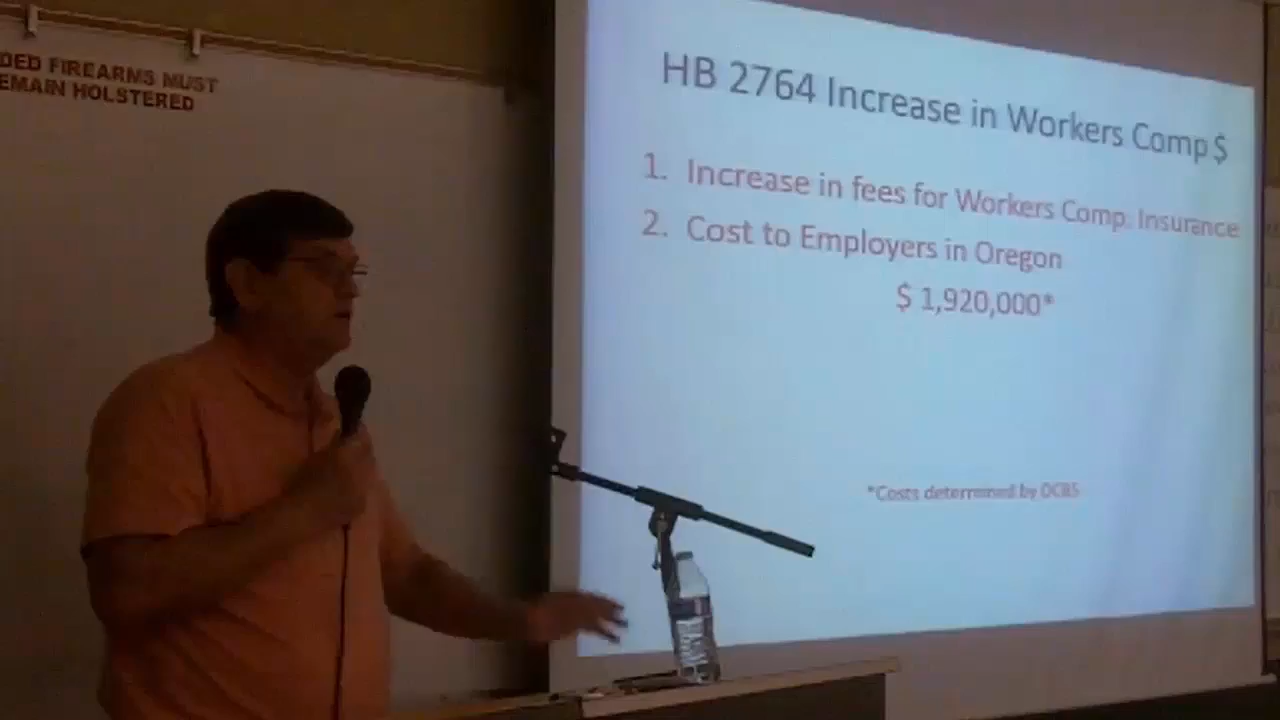 DED FIREARMS MUST
EMAIN HOLSTERED
HB 2764 Increase in Workers Comp $
1. Increase in fees for Workers Comp. Insurance
2. Cost to Employers in Oregon
$ 1,920,000*
*Costs determined by DCBS